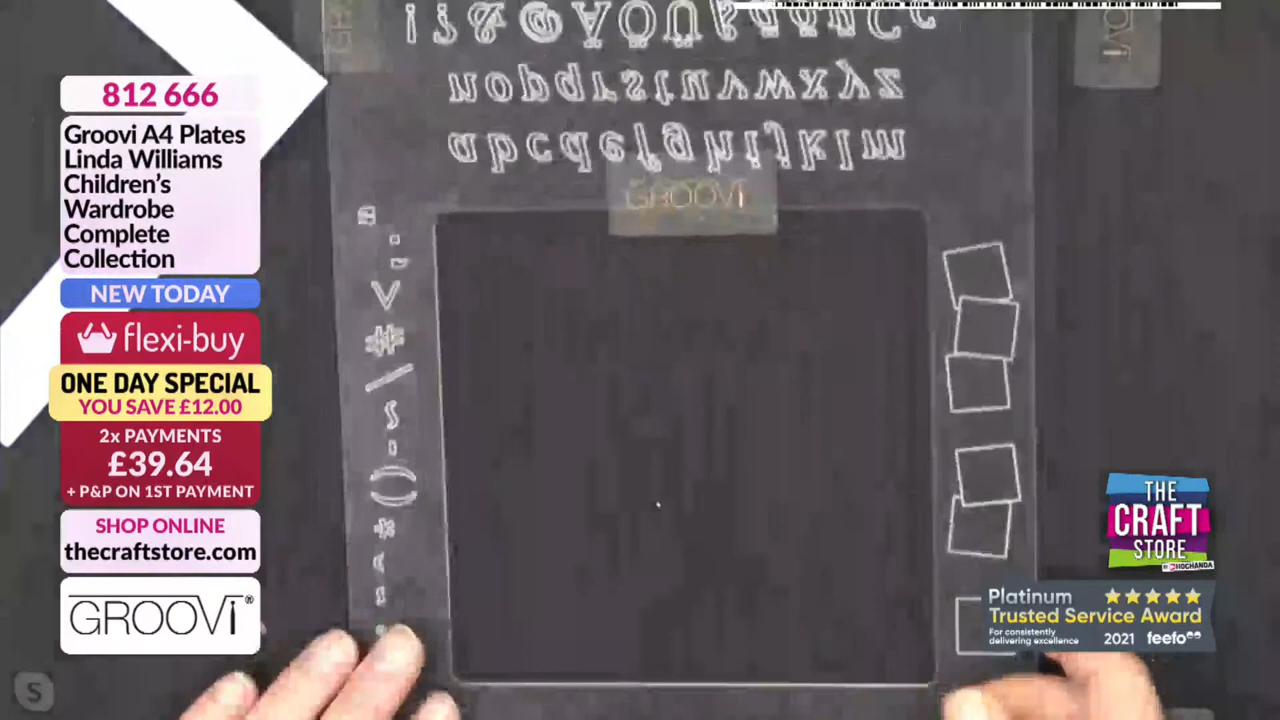 812 666
Groovi A4 Plates
Linda Williams
Children's
Wardrobe
Complete
Collection
NEW TODAY
flexi-buy
ONE DAY SPECIAL
YOU SAVE £12.00
2x PAYMENTS
£39.64
+ P&P ON 1ST PAYMENT
SHOP ONLINE
thecraftstore.com
GROOVi®
n o p q r s t u v w x y z
a b c d e f g h i j k l m
GROOVi
THE
CRAFT
STORE
BY HOCHANDA
Platinum
Trusted Service Award
For consistently
delivering excellence
2021 feefo